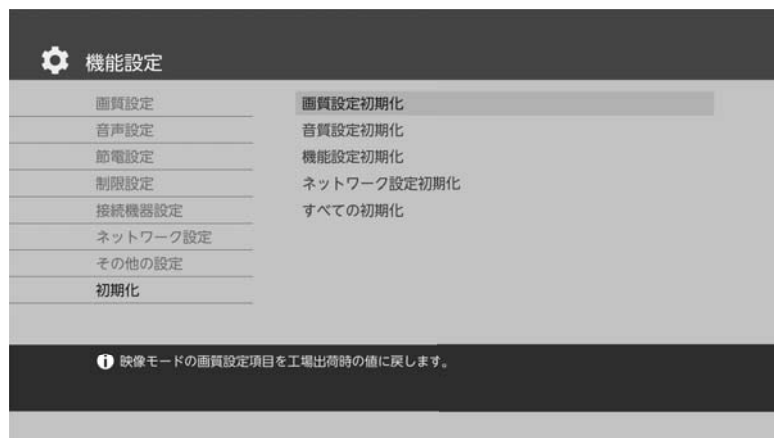 機能設定
画質設定
音声設定
節電設定
制限設定
接続機器設定
ネットワーク設定
その他の設定
初期化
画質設定初期化
音質設定初期化
機能設定初期化
ネットワーク設定初期化
すべての初期化
映像モードの画質設定項目を工場出荷時の値に戻します。